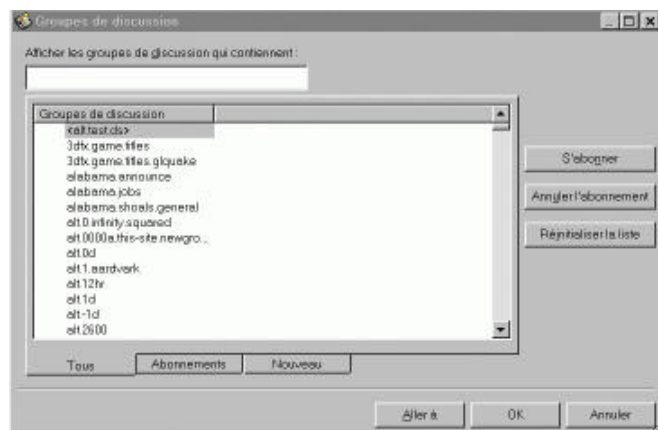 Groupes de discussion
Afficher les groupes de discussion qui contiennent :
Groupes de discussion
<alt.test.ds>
3dfx.game.titles
3dfx.game.titles.glquake
alabama.announce
alabama.jobs
alabama.shoals.general
alt.0.infinity.squared
alt.0000a.this-site.newgro...
alt.0d
alt.1.aardvark
alt.12hr
alt.1d
alt.-1d
alt.2600
S'abonner
Annuler l'abonnement
Réinitialiser la liste
Tous
Abonnements
Nouveau
Aller à
OK
Annuler